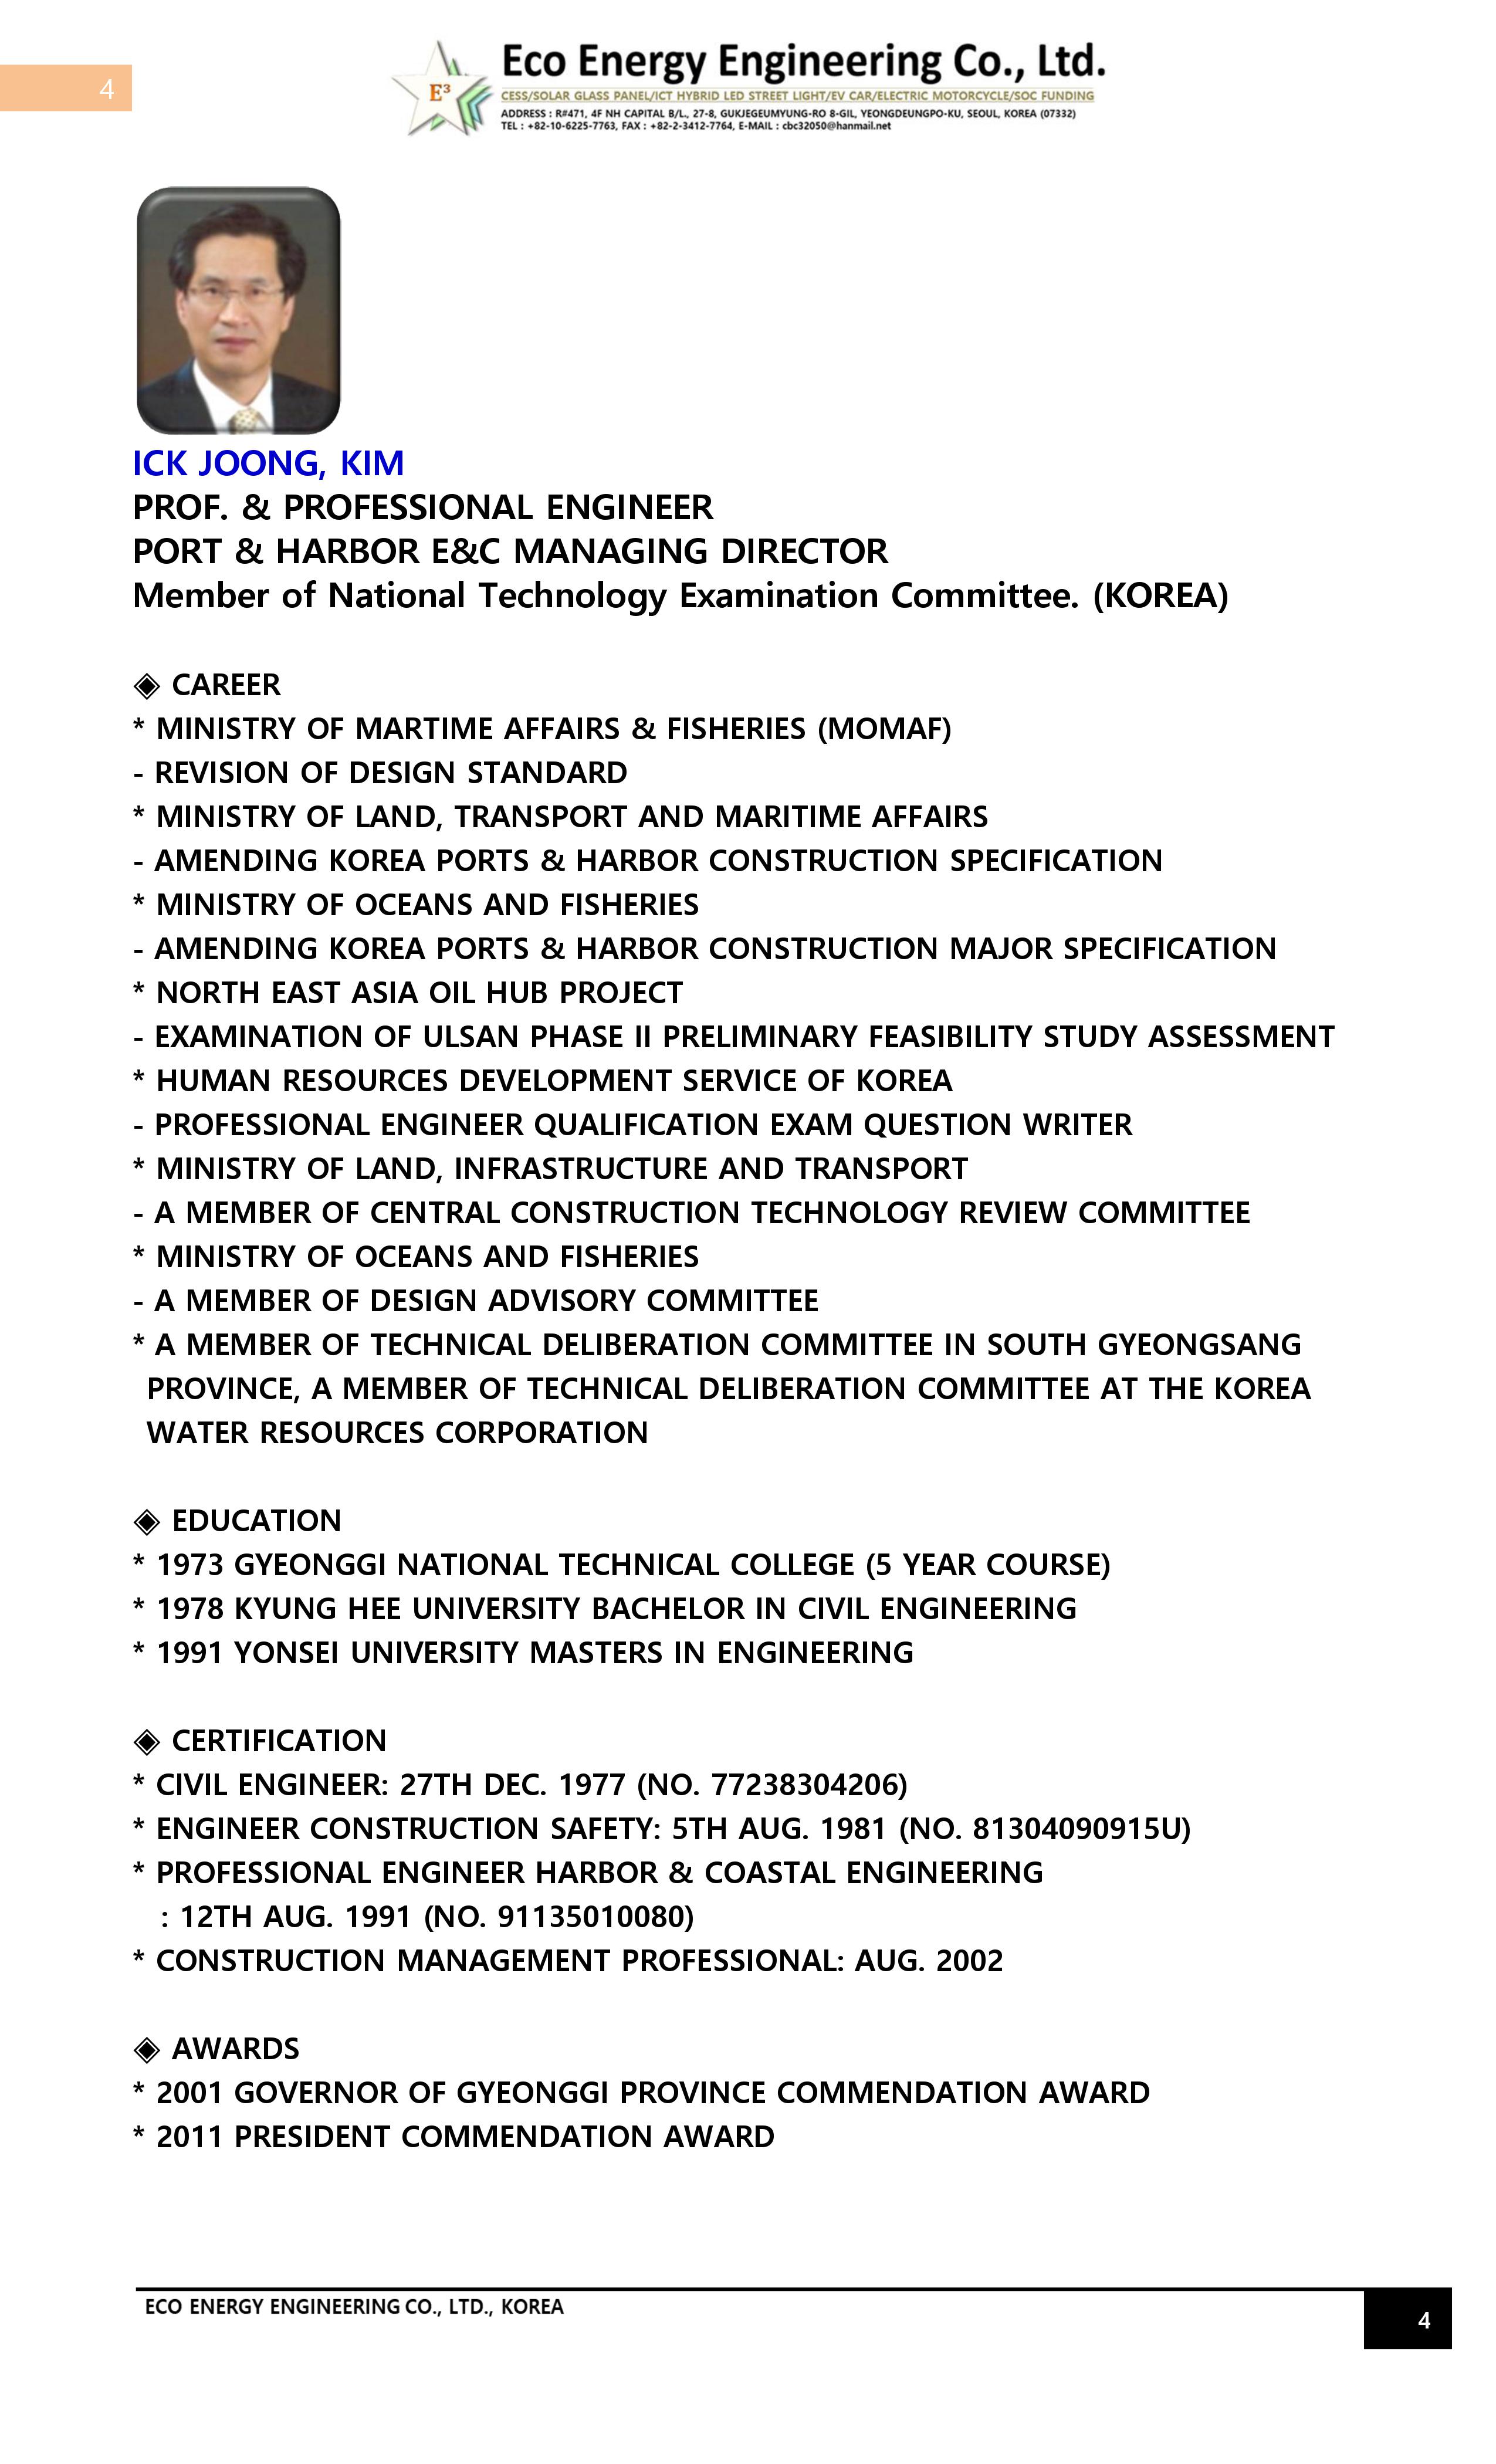 4
E³
Eco Energy Engineering Co., Ltd.
CESS/SOLAR GLASS PANEL/ICT HYBRID LED STREET LIGHT/EV CAR/ELECTRIC MOTORCYCLE/SOC FUNDING
ADDRESS : R#471, 4F NH CAPITAL B/L., 27-8, GUKJEGEUMYUNG-RO 8-GIL, YEONGDEUNGPO-KU, SEOUL, KOREA (07332)
TEL : +82-10-6225-7763, FAX : +82-2-3412-7764, E-MAIL : cbc32050@hanmail.net
ICK JOONG, KIM
PROF. & PROFESSIONAL ENGINEER
PORT & HARBOR E&C MANAGING DIRECTOR
Member of National Technology Examination Committee. (KOREA)
◈ CAREER
* MINISTRY OF MARTIME AFFAIRS & FISHERIES (MOMAF)
- REVISION OF DESIGN STANDARD
* MINISTRY OF LAND, TRANSPORT AND MARITIME AFFAIRS
- AMENDING KOREA PORTS & HARBOR CONSTRUCTION SPECIFICATION
* MINISTRY OF OCEANS AND FISHERIES
- AMENDING KOREA PORTS & HARBOR CONSTRUCTION MAJOR SPECIFICATION
* NORTH EAST ASIA OIL HUB PROJECT
- EXAMINATION OF ULSAN PHASE II PRELIMINARY FEASIBILITY STUDY ASSESSMENT
* HUMAN RESOURCES DEVELOPMENT SERVICE OF KOREA
- PROFESSIONAL ENGINEER QUALIFICATION EXAM QUESTION WRITER
* MINISTRY OF LAND, INFRASTRUCTURE AND TRANSPORT
- A MEMBER OF CENTRAL CONSTRUCTION TECHNOLOGY REVIEW COMMITTEE
* MINISTRY OF OCEANS AND FISHERIES
- A MEMBER OF DESIGN ADVISORY COMMITTEE
* A MEMBER OF TECHNICAL DELIBERATION COMMITTEE IN SOUTH GYEONGSANG
PROVINCE, A MEMBER OF TECHNICAL DELIBERATION COMMITTEE AT THE KOREA
WATER RESOURCES CORPORATION
◈ EDUCATION
* 1973 GYEONGGI NATIONAL TECHNICAL COLLEGE (5 YEAR COURSE)
* 1978 KYUNG HEE UNIVERSITY BACHELOR IN CIVIL ENGINEERING
* 1991 YONSEI UNIVERSITY MASTERS IN ENGINEERING
◈ CERTIFICATION
* CIVIL ENGINEER: 27TH DEC. 1977 (NO. 77238304206)
* ENGINEER CONSTRUCTION SAFETY: 5TH AUG. 1981 (NO. 81304090915U)
* PROFESSIONAL ENGINEER HARBOR & COASTAL ENGINEERING
: 12TH AUG. 1991 (NO. 91135010080)
* CONSTRUCTION MANAGEMENT PROFESSIONAL: AUG. 2002
◈ AWARDS
* 2001 GOVERNOR OF GYEONGGI PROVINCE COMMENDATION AWARD
* 2011 PRESIDENT COMMENDATION AWARD
ECO ENERGY ENGINEERING CO., LTD., KOREA
4